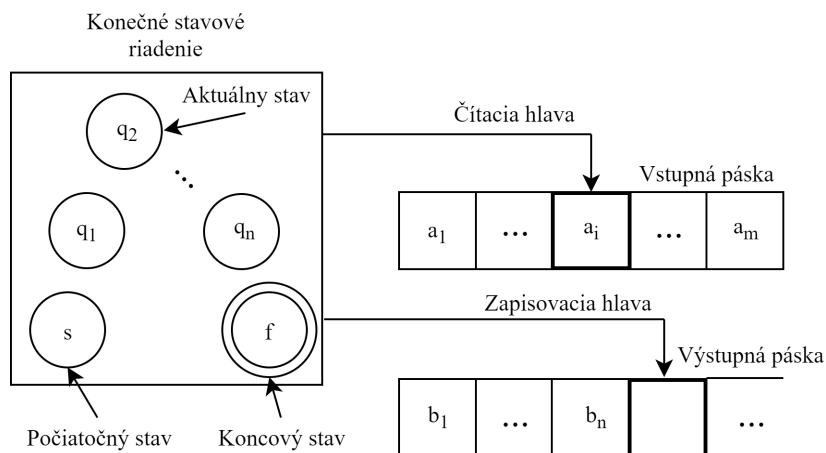 Konečné stavové
riadenie
Aktuálny stav
q2
Čítacia hlava
Vstupná páska
q1
qn
a1
...
ai
...
am
s
f
Zapisovacia hlava
Výstupná páska
b1
...
bn
...
Počiatočný stav
Koncový stav